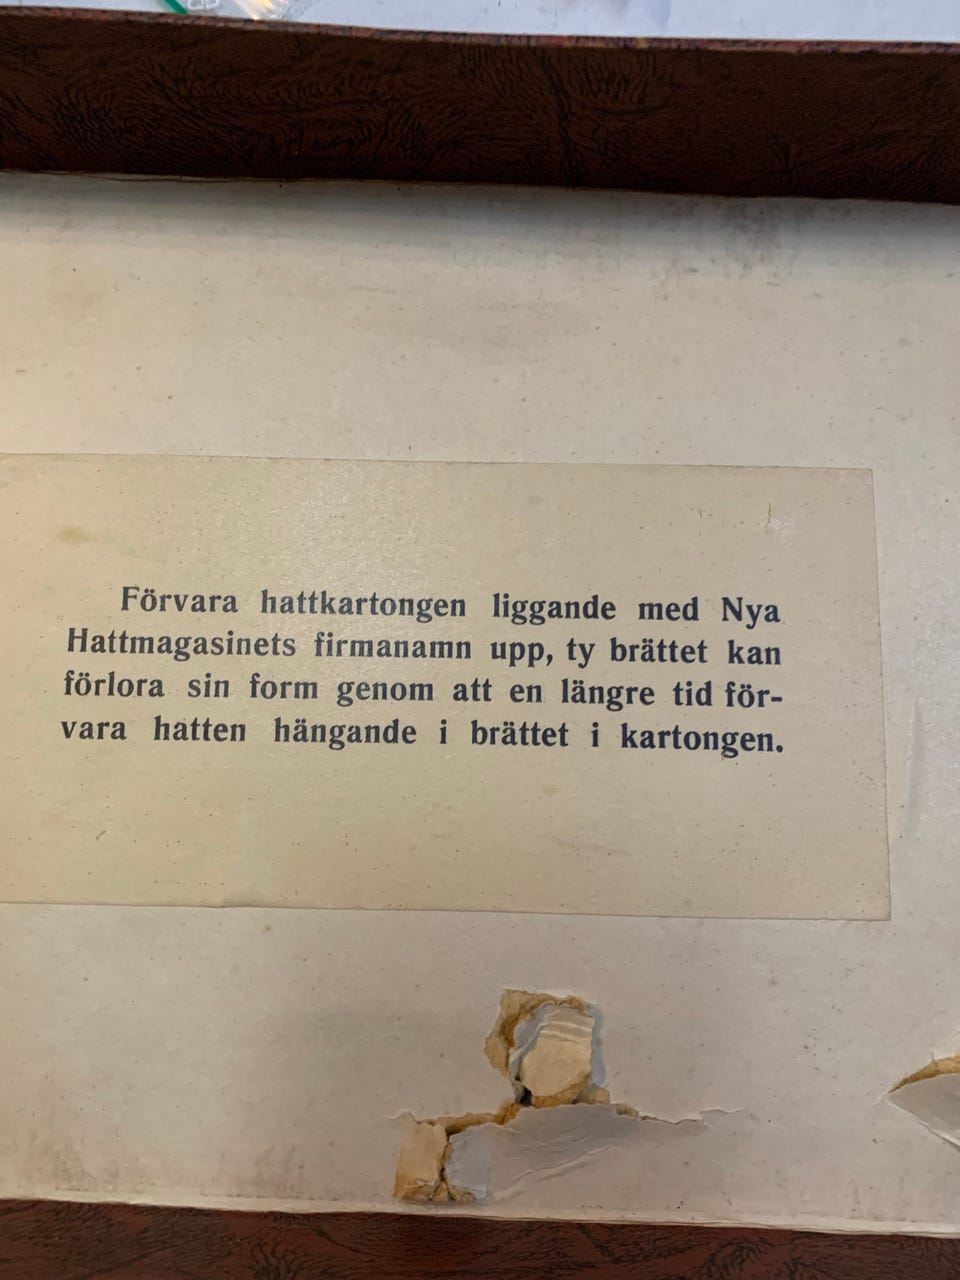 Förvara hattkartongen liggande med Nya
Hattmagasinets firmanamn upp, ty brättet kan
förlora sin form genom att en längre tid för-
vara hatten hängande i brättet i kartongen.